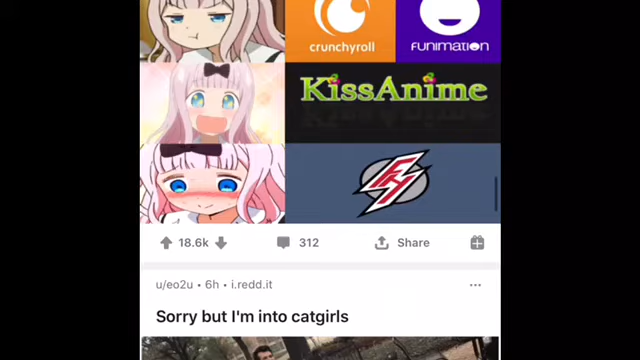 crunchyroll
FUNIMATION
KissAnime
18.6k
312
Share
u/eo2u • 6h • i.redd.it
Sorry but I'm into catgirls